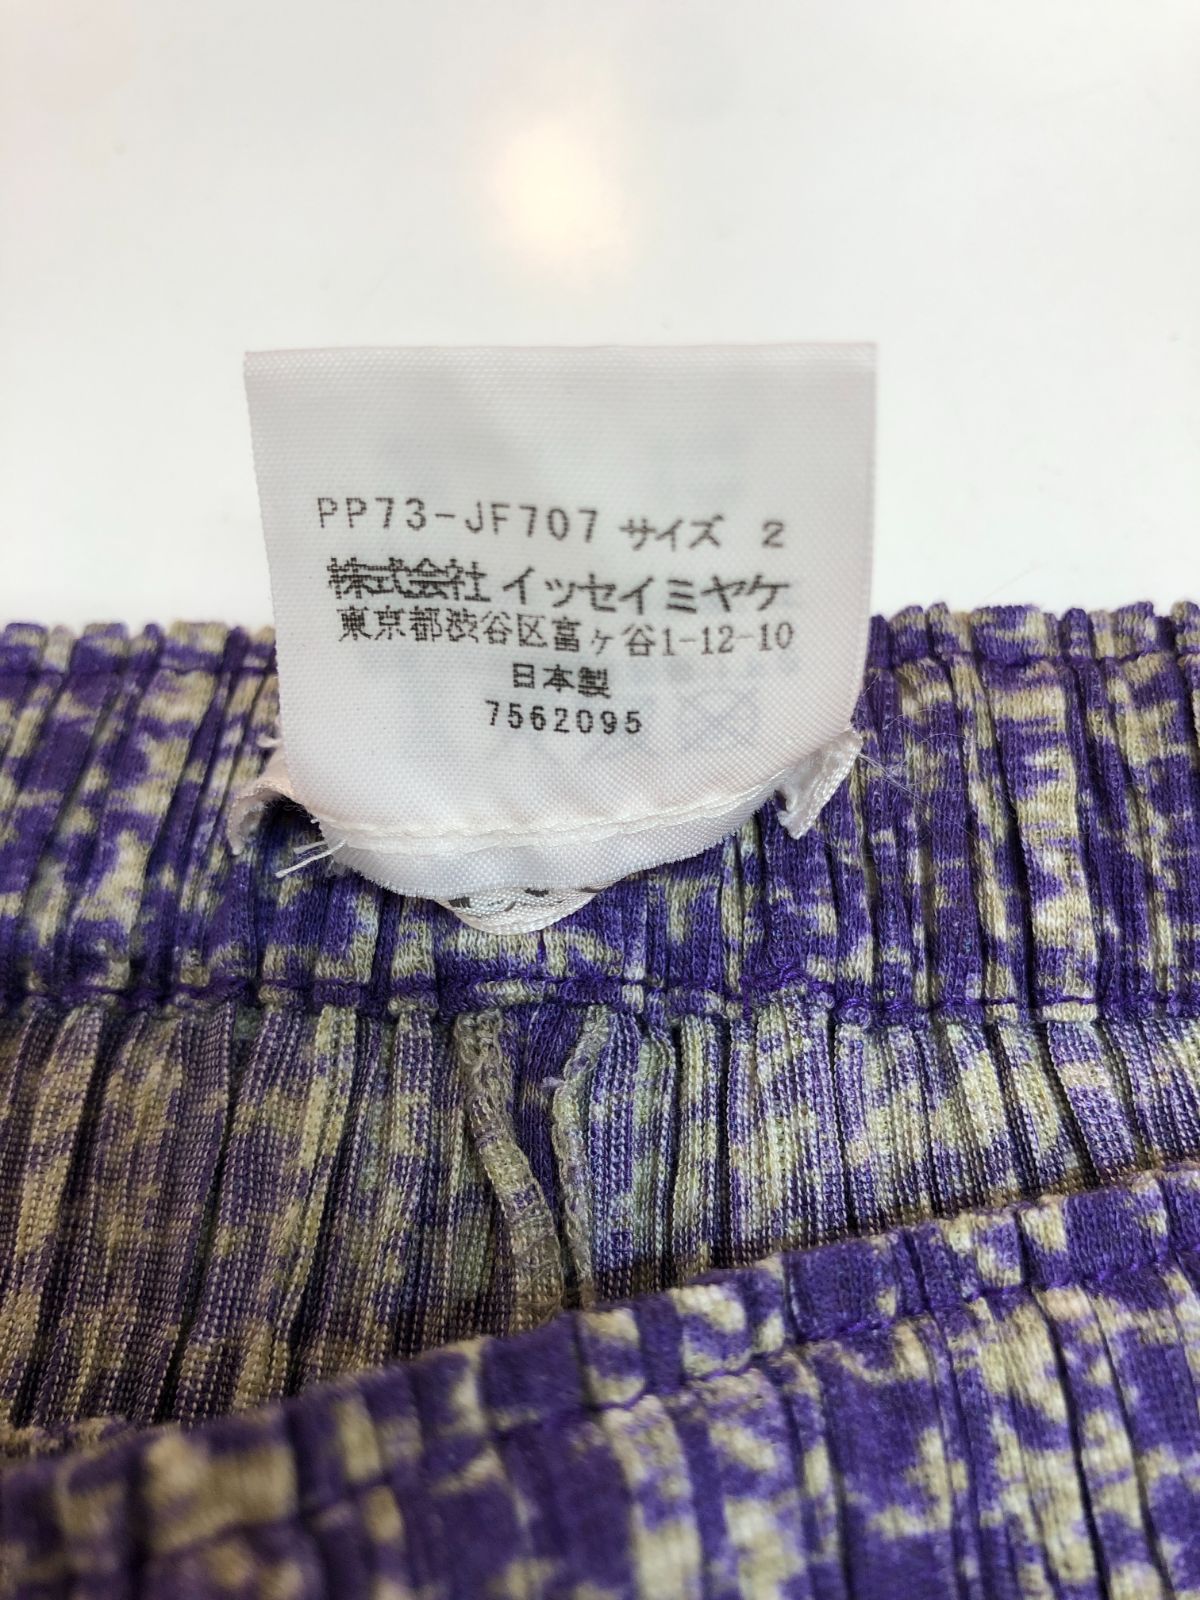 PP73-JF707 サイズ 2
株式会社 イッセイミヤケ
東京都渋谷区富ヶ谷1-12-10
日本製
7562095